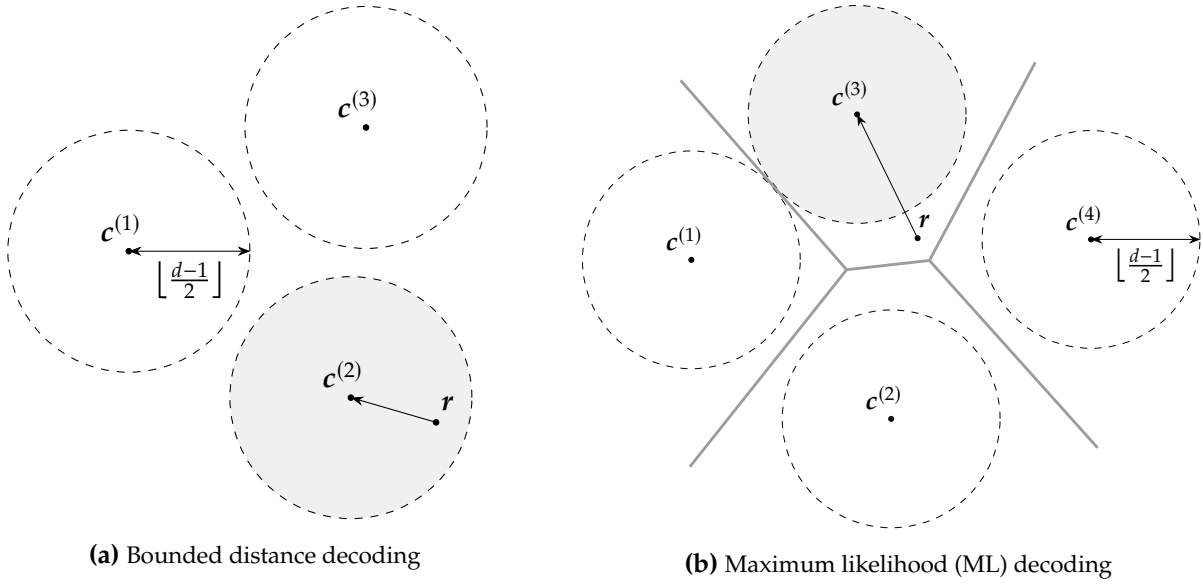 c^(3)
c^(1)
⌊(d−1)/2⌋
c^(2)
r
(a) Bounded distance decoding
c^(3)
r
c^(1)
c^(4)
⌊(d−1)/2⌋
c^(2)
(b) Maximum likelihood (ML) decoding